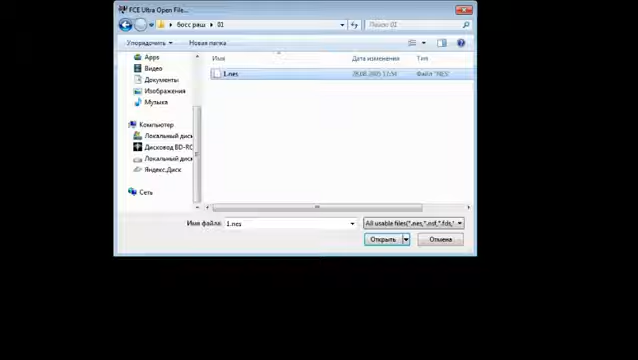 FCE Ultra Open File...
босс раш ▸ 01
Поиск 01
Упорядочить
Новая папка
Имя
Дата изменения
Тип
Apps
Видео
Документы
Изображения
Музыка
Компьютер
Локальный диск
Дисковод BD-RO
Локальный диск
Яндекс.Диск
Сеть
1.nes
Файл "NES"
Имя файла:
1.nes
All usable files(*.nes,*.nsf,*.fds,*
Открыть
Отмена